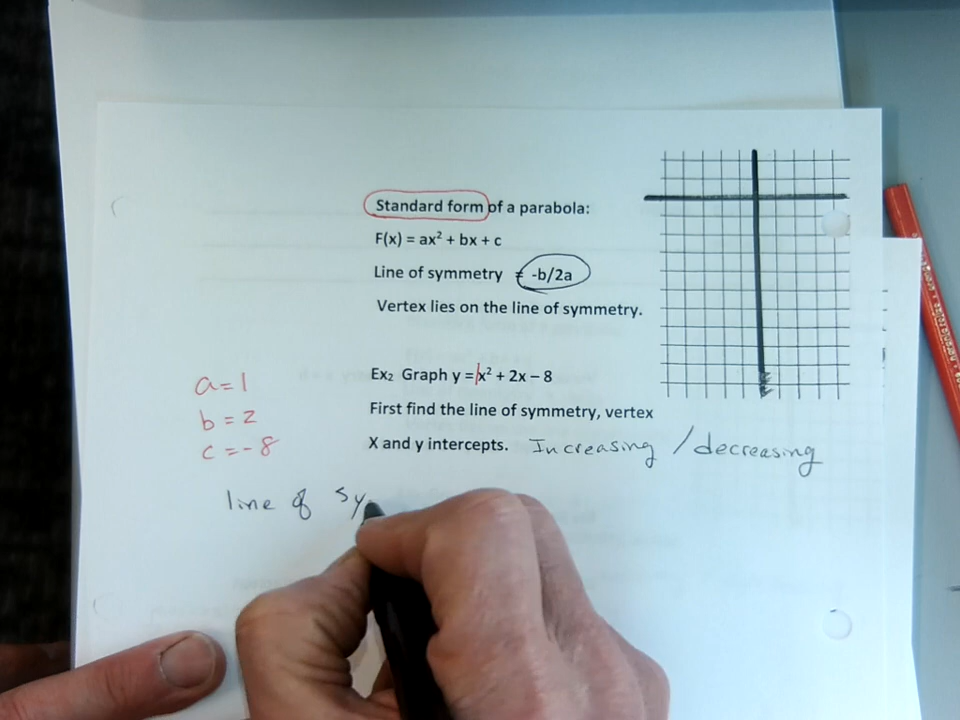 Standard form of a parabola:
F(x) = ax² + bx + c
Line of symmetry = -b/2a
Vertex lies on the line of symmetry.
Ex₂ Graph y = 1x² + 2x – 8
First find the line of symmetry, vertex
X and y intercepts. Increasing / decreasing
a = 1
b = 2
c = -8
line of sy